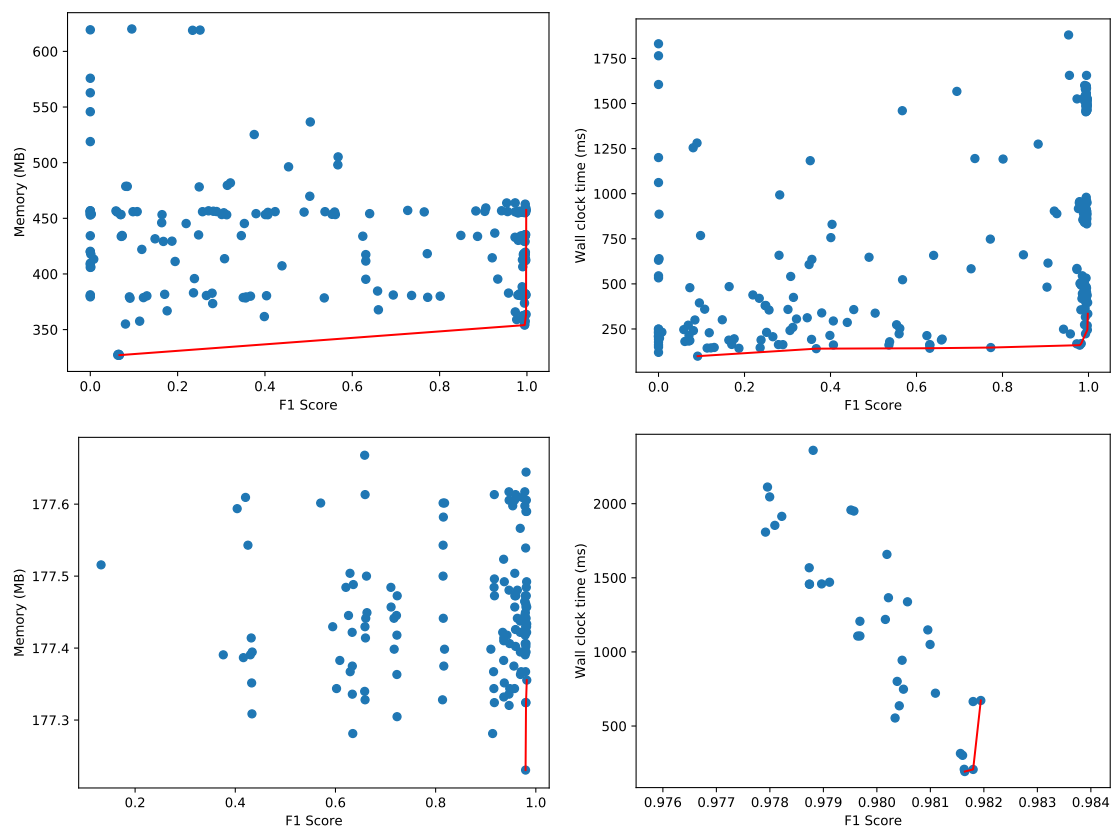 600
550
500
450
400
350
Memory (MB)
0.0 0.2 0.4 0.6 0.8 1.0
F1 Score
1750
1500
1250
1000
750
500
250
Wall clock time (ms)
0.0 0.2 0.4 0.6 0.8 1.0
F1 Score
177.6
177.5
177.4
177.3
Memory (MB)
0.2 0.4 0.6 0.8 1.0
F1 Score
2000
1500
1000
500
Wall clock time (ms)
0.976 0.977 0.978 0.979 0.980 0.981 0.982 0.983 0.984
F1 Score